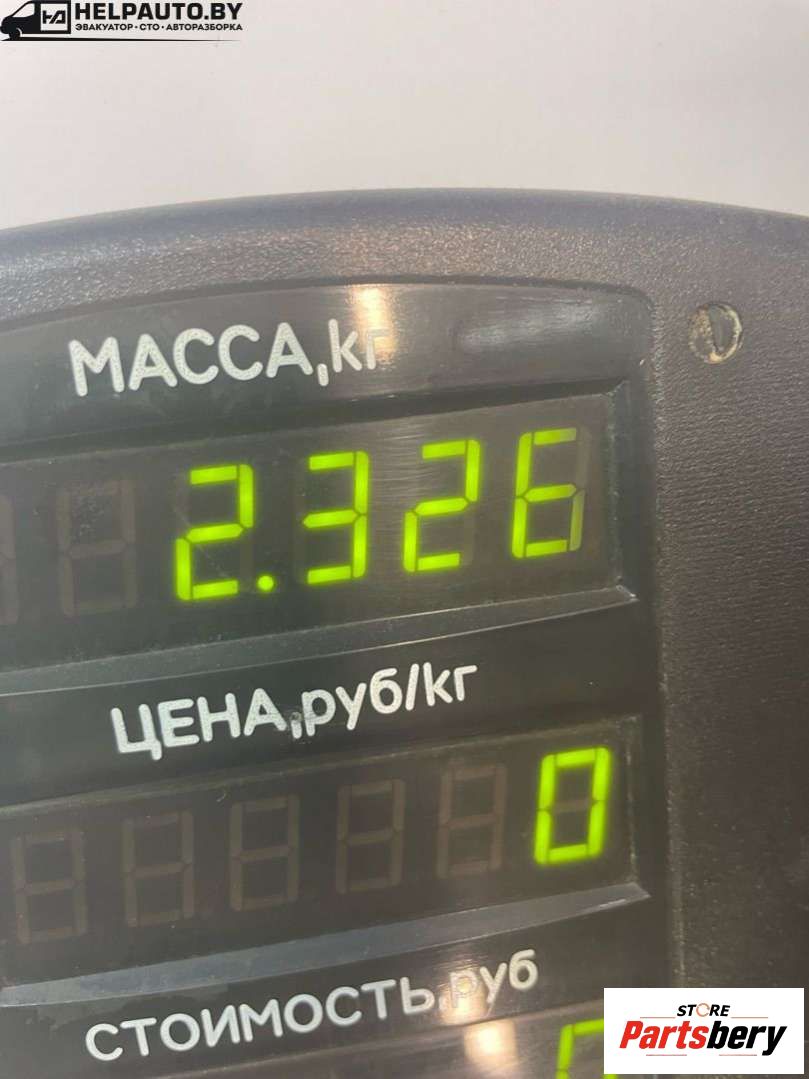 HELPAUTO.BY
ЭВАКУАТОР • СТО • АВТОРАЗБОРКА
МАССА,кг
2.326
ЦЕНА,руб/кг
0
СТОИМОСТЬ,руб
STORE
Partsbery